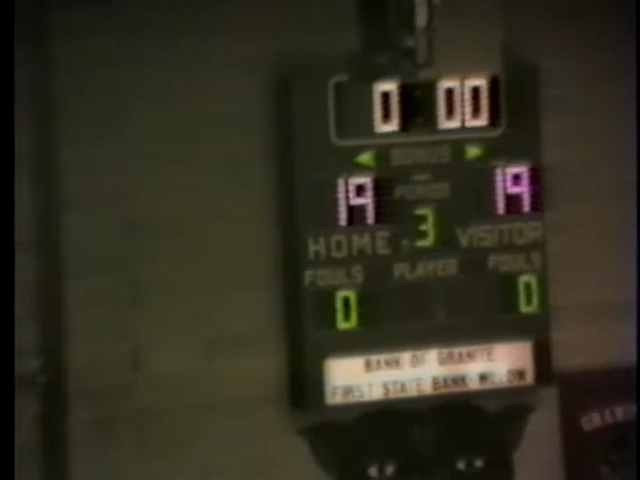 0:00
BONUS
19 PERIOD 19
HOME 3 VISITOR
FOULS PLAYER FOULS
0 0
BANK OF GRANITE
FIRST STATE BANK